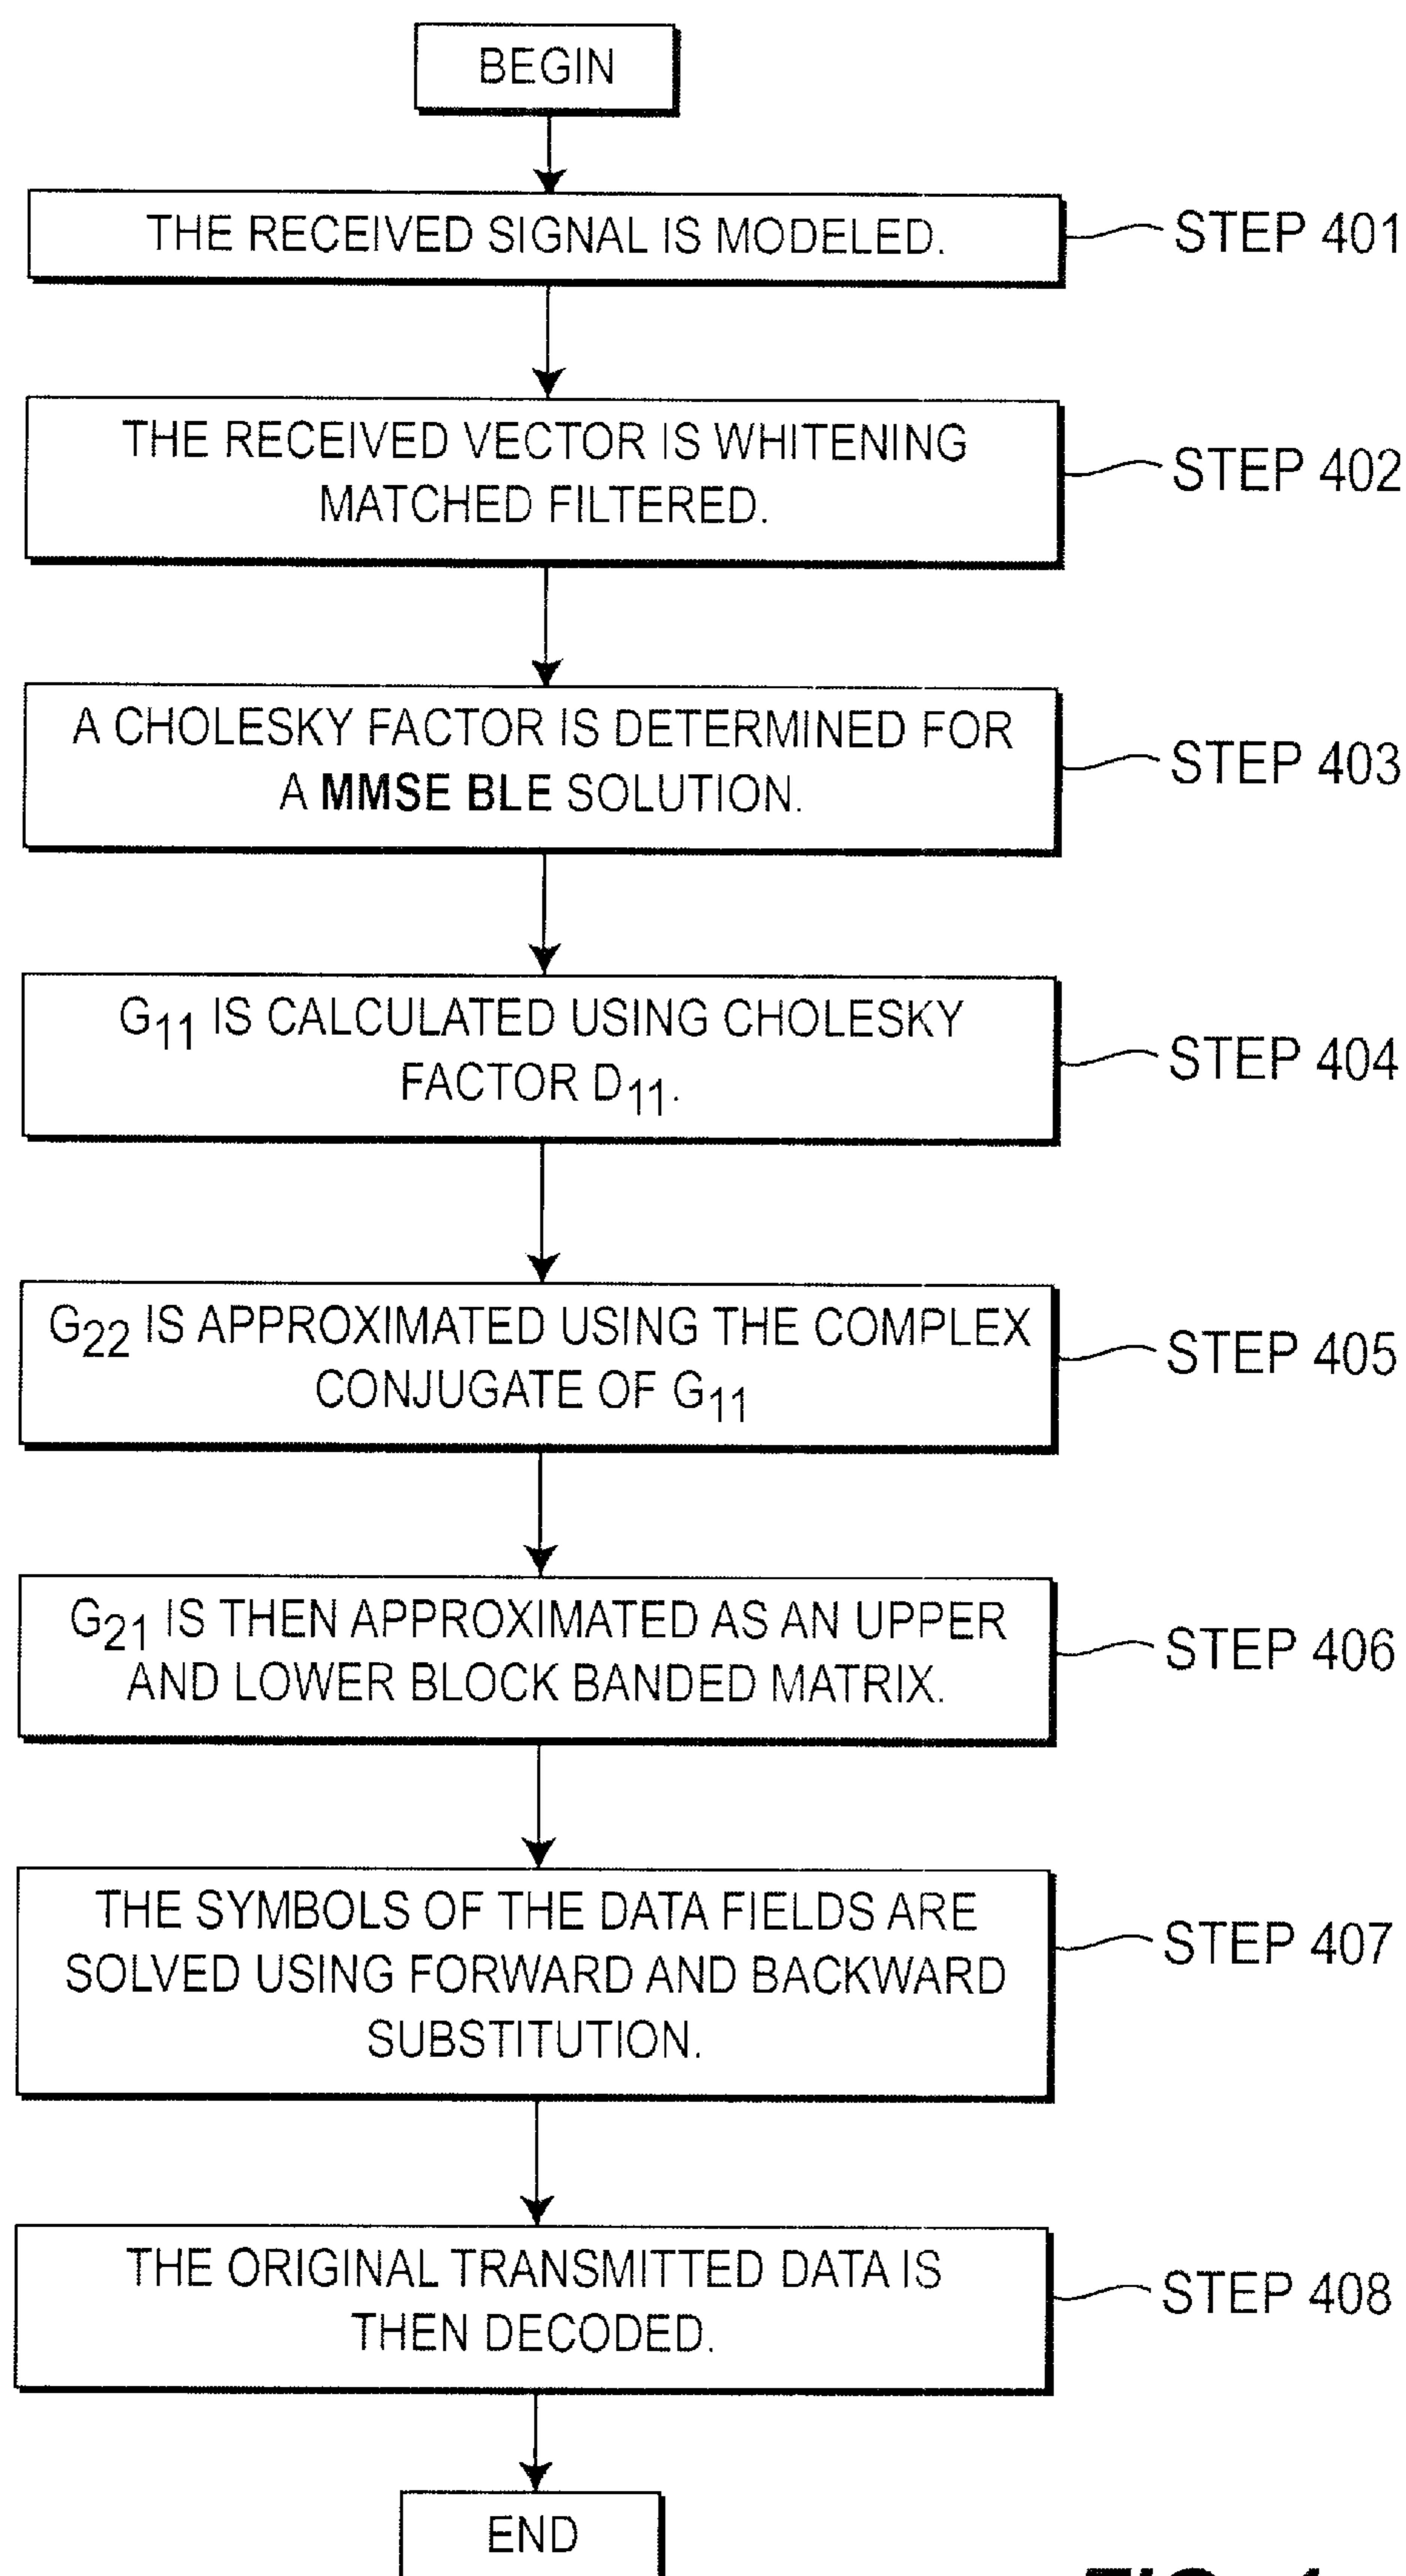 BEGIN
THE RECEIVED SIGNAL IS MODELED.
STEP 401
THE RECEIVED VECTOR IS WHITENING
MATCHED FILTERED.
STEP 402
A CHOLESKY FACTOR IS DETERMINED FOR
A MMSE BLE SOLUTION.
STEP 403
G11 IS CALCULATED USING CHOLESKY
FACTOR D11.
STEP 404
G22 IS APPROXIMATED USING THE COMPLEX
CONJUGATE OF G11
STEP 405
G21 IS THEN APPROXIMATED AS AN UPPER
AND LOWER BLOCK BANDED MATRIX.
STEP 406
THE SYMBOLS OF THE DATA FIELDS ARE
SOLVED USING FORWARD AND BACKWARD
SUBSTITUTION.
STEP 407
THE ORIGINAL TRANSMITTED DATA IS
THEN DECODED.
STEP 408
END